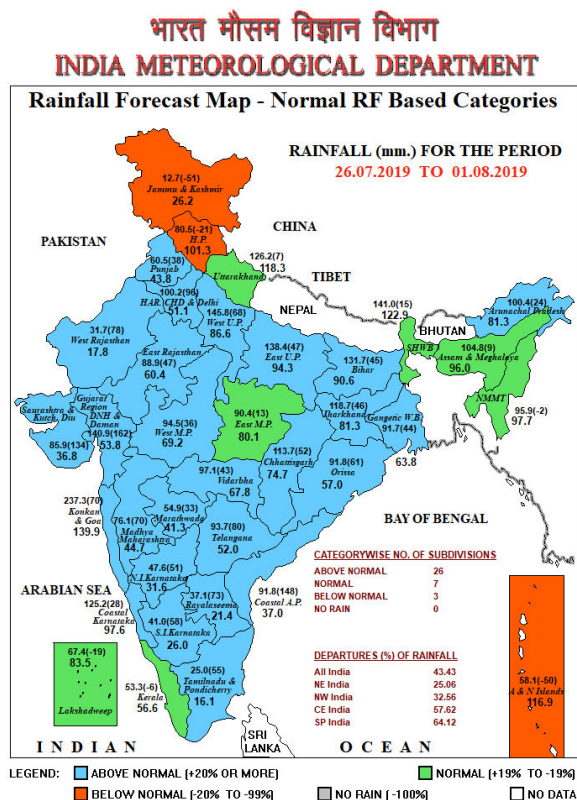 भारत मौसम विज्ञान विभाग
INDIA METEOROLOGICAL DEPARTMENT
Rainfall Forecast Map - Normal RF Based Categories
RAINFALL (mm.) FOR THE PERIOD
26.07.2019 TO 01.08.2019
12.7(-51)
Jammu & Kashmir
26.2
80.5(-21)
H.P.
101.3
CHINA
PAKISTAN
60.5(38)
Punjab
43.8
126.2(7)
118.3
Uttarakhand
TIBET
100.2(96)
HAR. CHD & Delhi
51.1
145.8(68)
West U.P.
86.6
NEPAL
141.0(15)
122.9
SHWB
BHUTAN
100.4(24)
Arunachal Pradesh
81.3
31.7(78)
West Rajasthan
17.8
East Rajasthan
88.9(47)
60.4
138.4(47)
East U.P.
94.3
131.7(45)
Bihar
90.6
104.8(9)
Assam & Meghalaya
96.0
NMMT
95.9(-2)
97.7
Saurashtra &
Kutch, Diu
85.9(134)
36.8
Gujarat
Region
DNH &
Daman
140.9(162)
53.8
94.5(36)
West M.P.
69.2
90.4(13)
East M.P.
80.1
118.7(46)
Jharkhand
81.3
Gangetic W.B.
91.7(44)
63.8
97.1(43)
Vidarbha
67.8
113.7(52)
Chhattisgarh
74.7
91.8(61)
Orissa
57.0
237.3(70)
Konkan
& Goa
139.9
76.1(70)
Madhya
Maharashtra
44.7
54.9(33)
Marathwada
41.3
93.7(80)
Telangana
52.0
BAY OF BENGAL
47.6(51)
N.I.Karnataka
31.6
ARABIAN SEA
125.2(28)
Coastal
Karnataka
97.6
37.1(73)
Rayalaseema
21.4
91.8(148)
Coastal A.P.
37.0
41.0(58)
S.I.Karnataka
26.0
CATEGORYWISE NO. OF SUBDIVISIONS
ABOVE NORMAL 26
NORMAL 7
BELOW NORMAL 3
NO RAIN 0
67.4(-19)
83.5
Lakshadweep
53.3(-6)
Kerala
56.6
25.0(55)
Tamilnadu &
Pondicherry
16.1
DEPARTURES (%) OF RAINFALL
All India 43.43
NE India 25.06
NW India 32.56
CE India 57.62
SP India 64.12
58.1(-50)
A & N Islands
116.9
SRI
LANKA
INDIAN OCEAN
LEGEND: ABOVE NORMAL [+20% OR MORE] NORMAL [+19% TO -19%]
BELOW NORMAL [-20% TO -99%] NO RAIN [ -100%] NO DATA